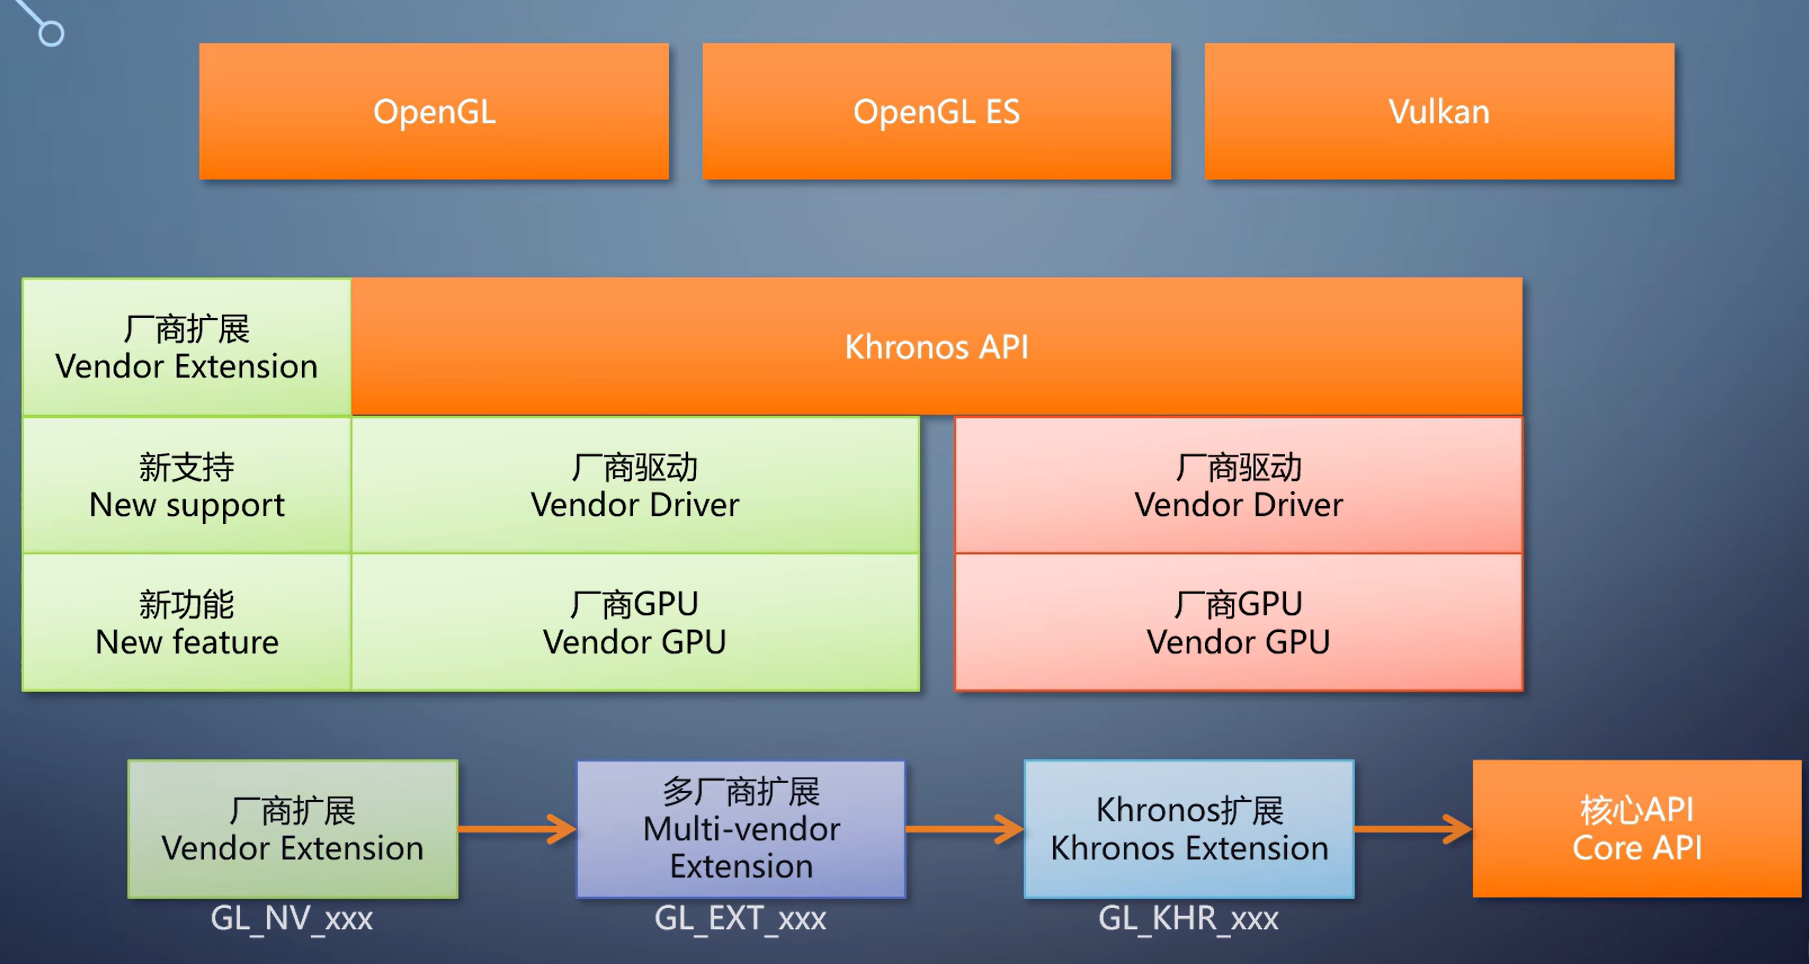 OpenGL
OpenGL ES
Vulkan
厂商扩展
Vendor Extension
Khronos API
新支持
New support
厂商驱动
Vendor Driver
厂商驱动
Vendor Driver
新功能
New feature
厂商GPU
Vendor GPU
厂商GPU
Vendor GPU
厂商扩展
Vendor Extension
多厂商扩展
Multi-vendor
Extension
Khronos扩展
Khronos Extension
核心API
Core API
GL_NV_xxx
GL_EXT_xxx
GL_KHR_xxx